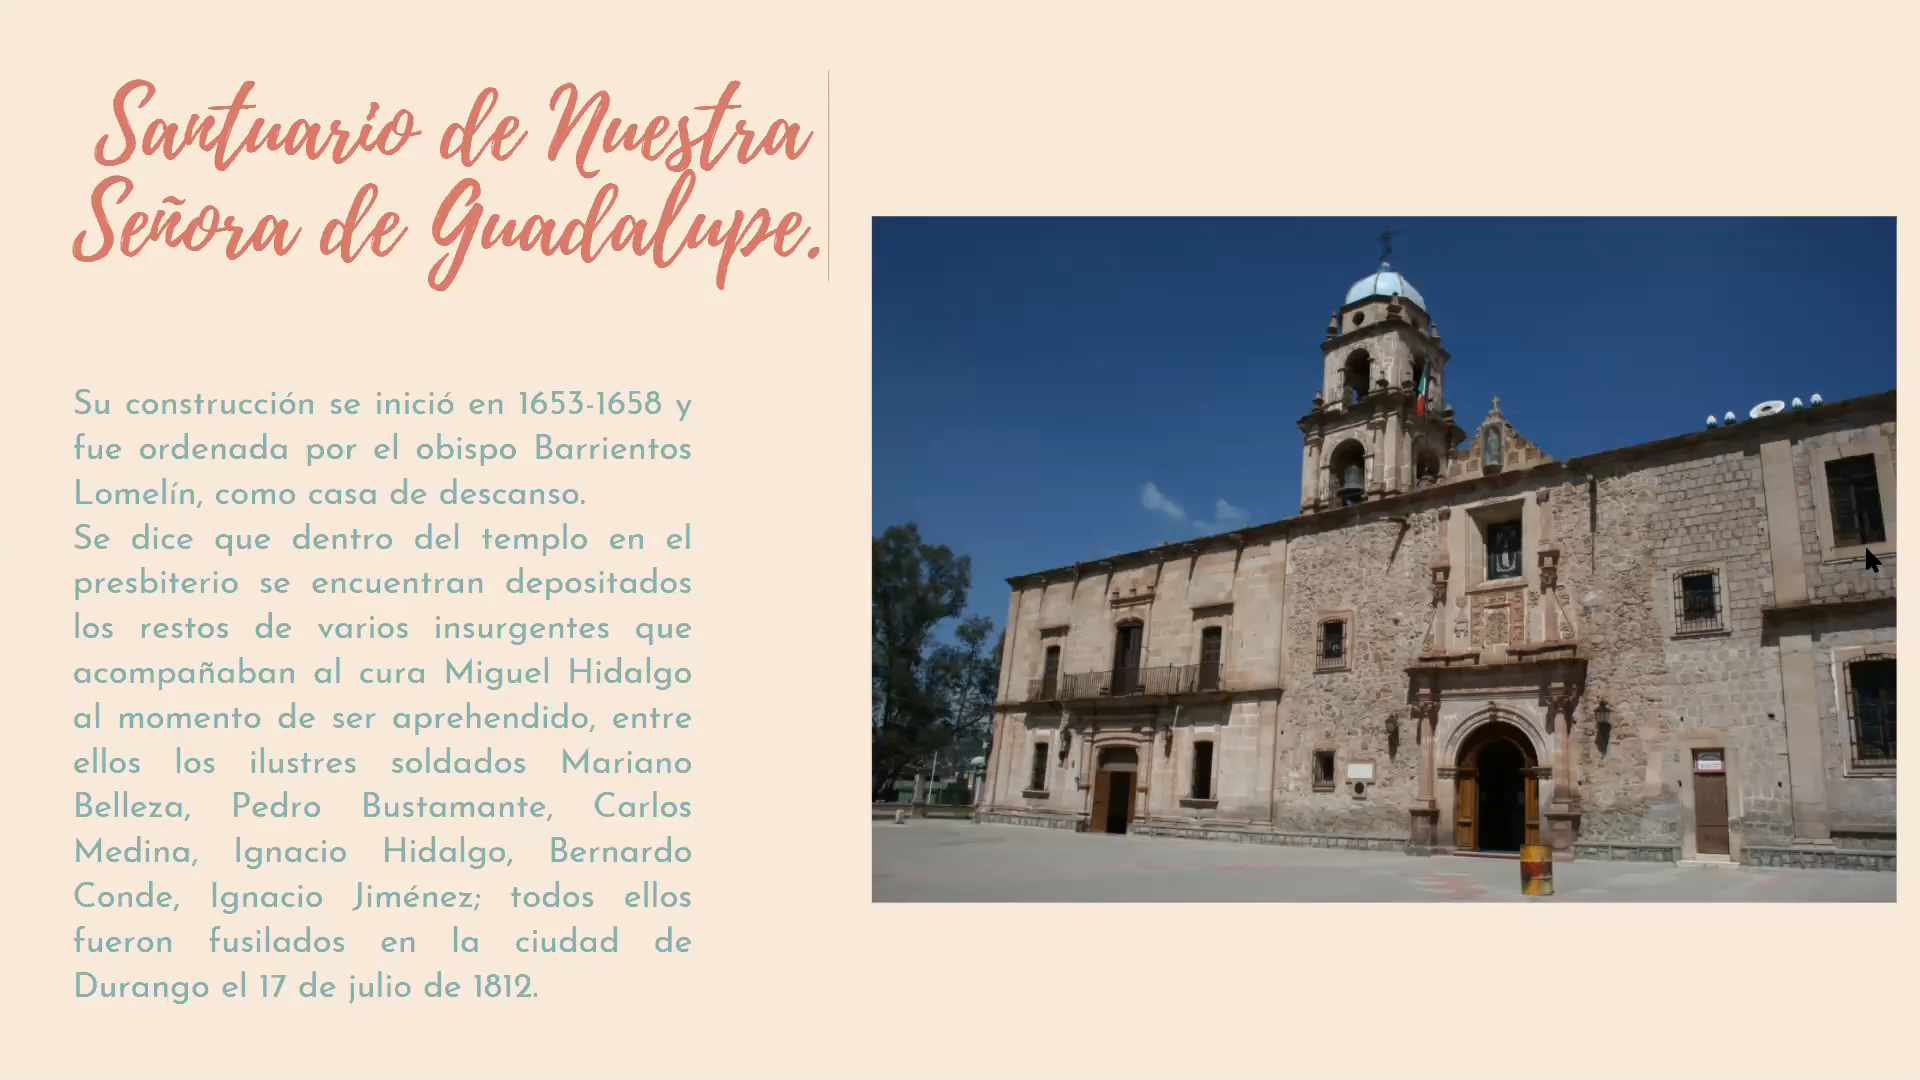 Santuario de Nuestra
Señora de Guadalupe.
Su construcción se inició en 1653-1658 y
fue ordenada por el obispo Barrientos
Lomelín, como casa de descanso.
Se dice que dentro del templo en el
presbiterio se encuentran depositados
los restos de varios insurgentes que
acompañaban al cura Miguel Hidalgo
al momento de ser aprehendido, entre
ellos los ilustres soldados Mariano
Belleza, Pedro Bustamante, Carlos
Medina, Ignacio Hidalgo, Bernardo
Conde, Ignacio Jiménez; todos ellos
fueron fusilados en la ciudad de
Durango el 17 de julio de 1812.